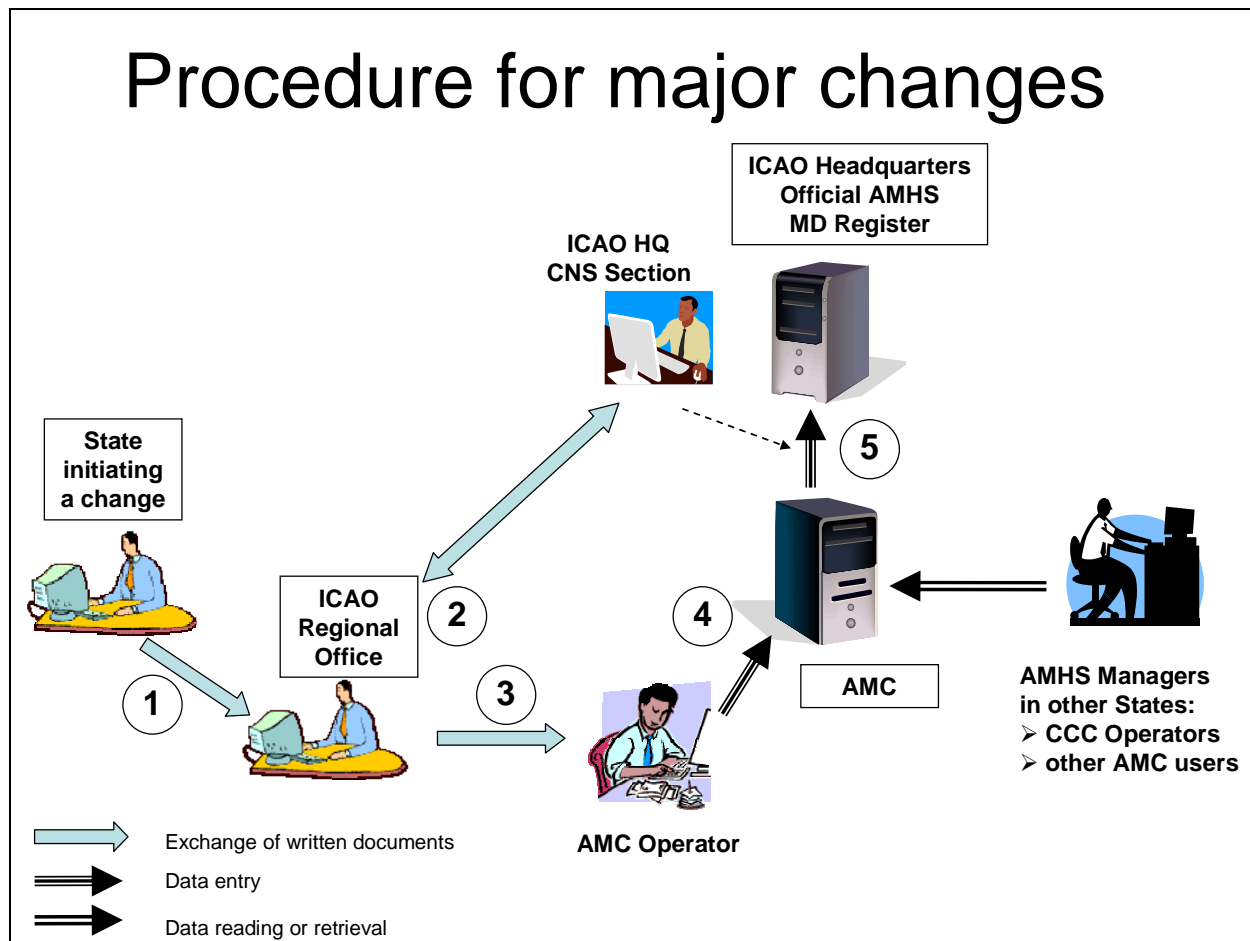 Procedure for major changes
ICAO Headquarters
Official AMHS
MD Register
ICAO HQ
CNS Section
5
State
initiating
a change
ICAO
Regional
Office
2
4
1
3
AMC
AMHS Managers
in other States:
➢ CCC Operators
➢ other AMC users
AMC Operator
Exchange of written documents
Data entry
Data reading or retrieval